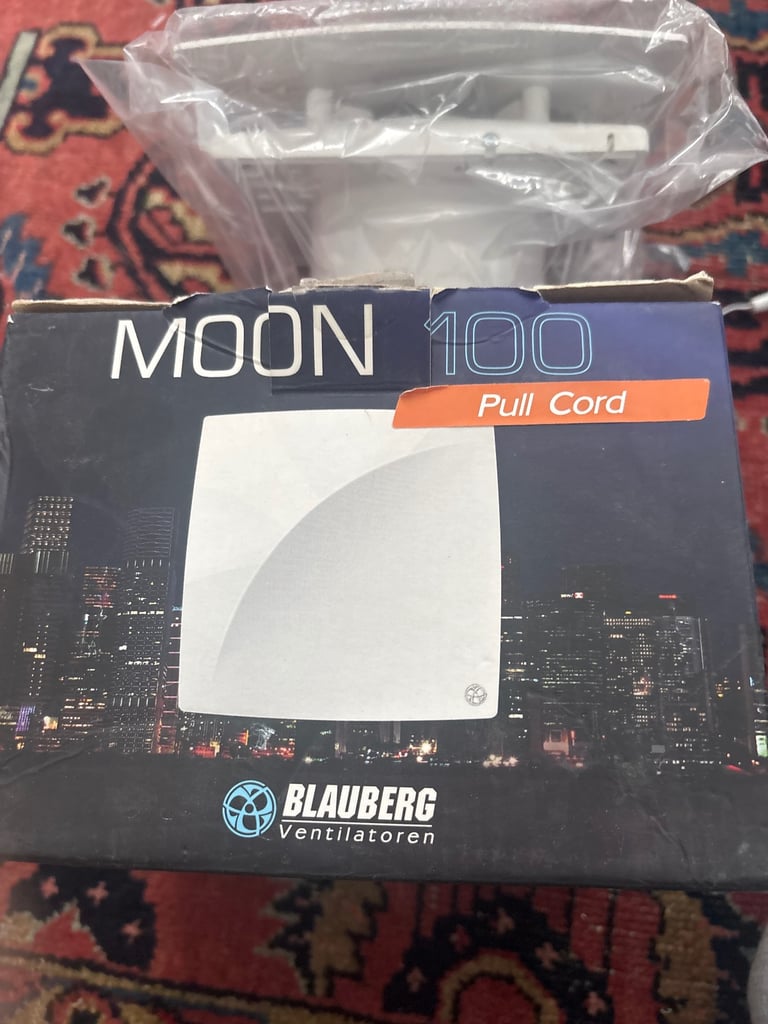 MOON 100
Pull Cord
BLAUBERG
Ventilatoren